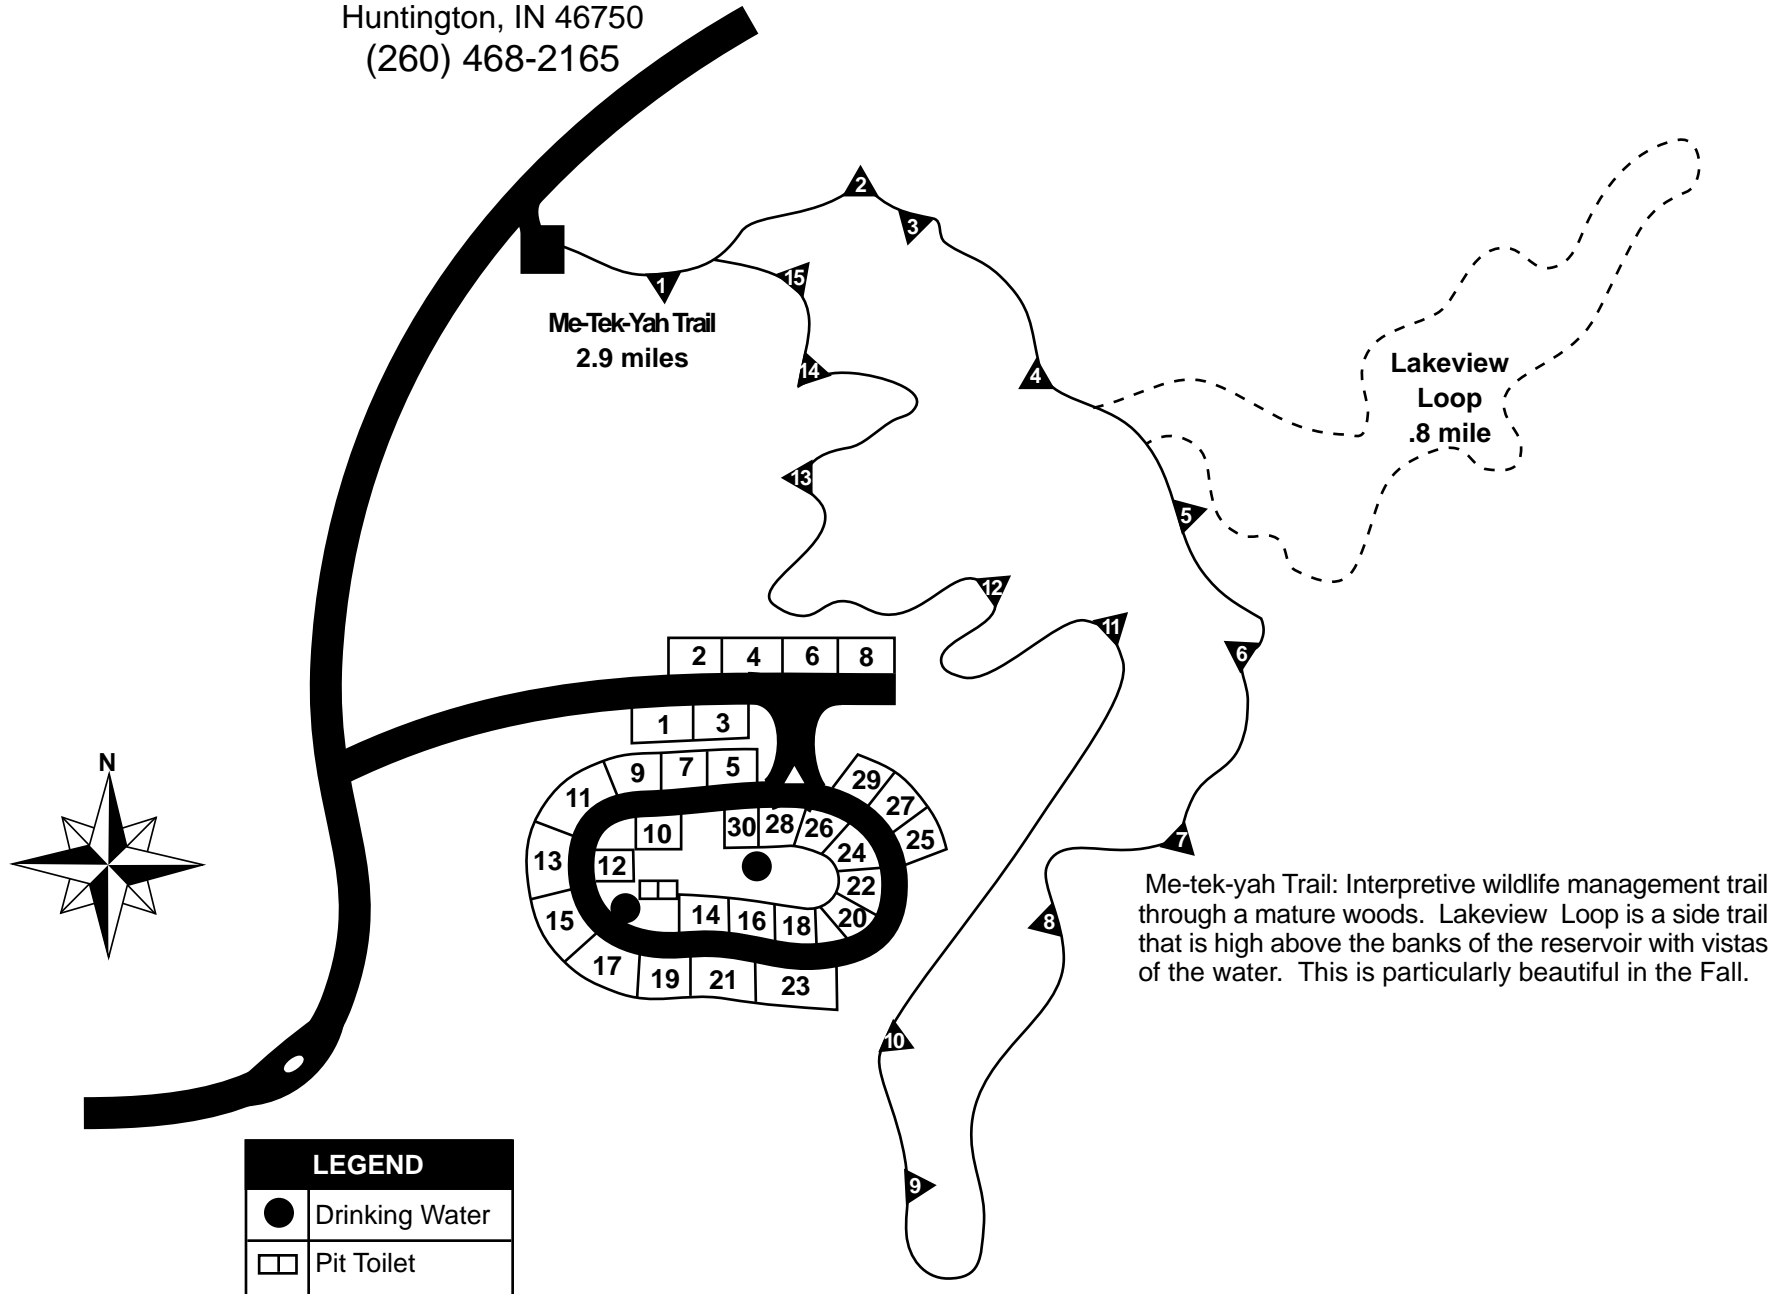 Huntington, IN 46750
(260) 468-2165
2
3
15
1
Me-Tek-Yah Trail
2.9 miles
14
4
Lakeview
Loop
.8 mile
13
5
12
11
6
2 4 6 8
1 3
N
9 7 5
29
11
27
10
30 28 26
25
13
12
24
22
7
15
14 16 18 20
8
17
19 21 23
Me-tek-yah Trail: Interpretive wildlife management trail
through a mature woods. Lakeview Loop is a side trail
that is high above the banks of the reservoir with vistas
of the water. This is particularly beautiful in the Fall.
10
9
LEGEND
Drinking Water
Pit Toilet